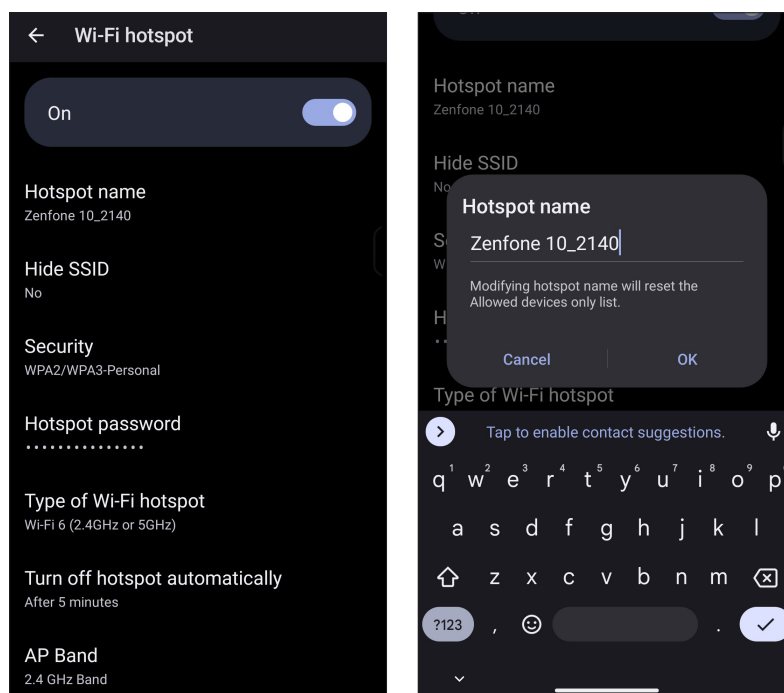 Wi-Fi hotspot
On
Hotspot name
Zenfone 10_2140
Hide SSID
No
Security
WPA2/WPA3-Personal
Hotspot password
Type of Wi-Fi hotspot
Wi-Fi 6 (2.4GHz or 5GHz)
Turn off hotspot automatically
After 5 minutes
AP Band
2.4 GHz Band
Hotspot name
Zenfone 10_2140
Hide SSID
No
Hotspot name
Zenfone 10_2140
Modifying hotspot name will reset the
Allowed devices only list.
Cancel OK
Type of Wi-Fi hotspot
Tap to enable contact suggestions.
q 1 w 2 e 3 r 4 t 5 y 6 u 7 i 8 o 9 p
a s d f g h j k l
z x c v b n m
?123 , .